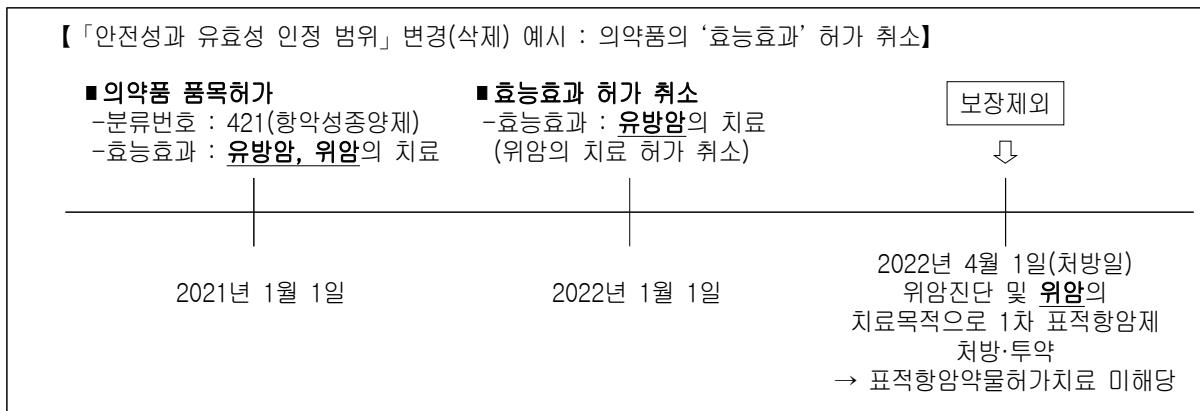 【「안전성과 유효성 인정 범위」 변경(삭제) 예시 : 의약품의 ‘효능효과’ 허가 취소】
■의약품 품목허가
-분류번호 : 421(항악성종양제)
-효능효과 : 유방암, 위암의 치료
■효능효과 허가 취소
-효능효과 : 유방암의 치료
(위암의 치료 허가 취소)
보장제외
2021년 1월 1일
2022년 1월 1일
2022년 4월 1일(처방일)
위암진단 및 위암의
치료목적으로 1차 표적항암제
처방·투약
→ 표적항암약물허가치료 미해당